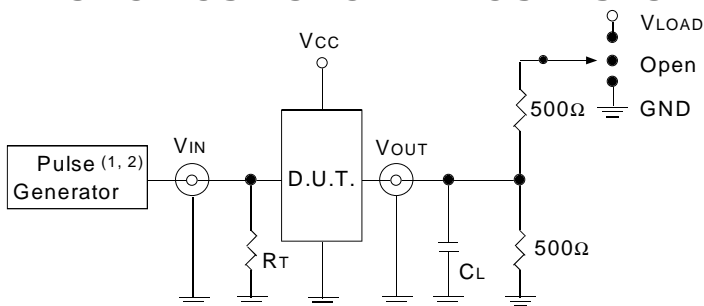 VLOAD
VCC
Open
500Ω
GND
VIN
VOUT
Pulse (1, 2)
Generator
D.U.T.
RT
CL
500Ω